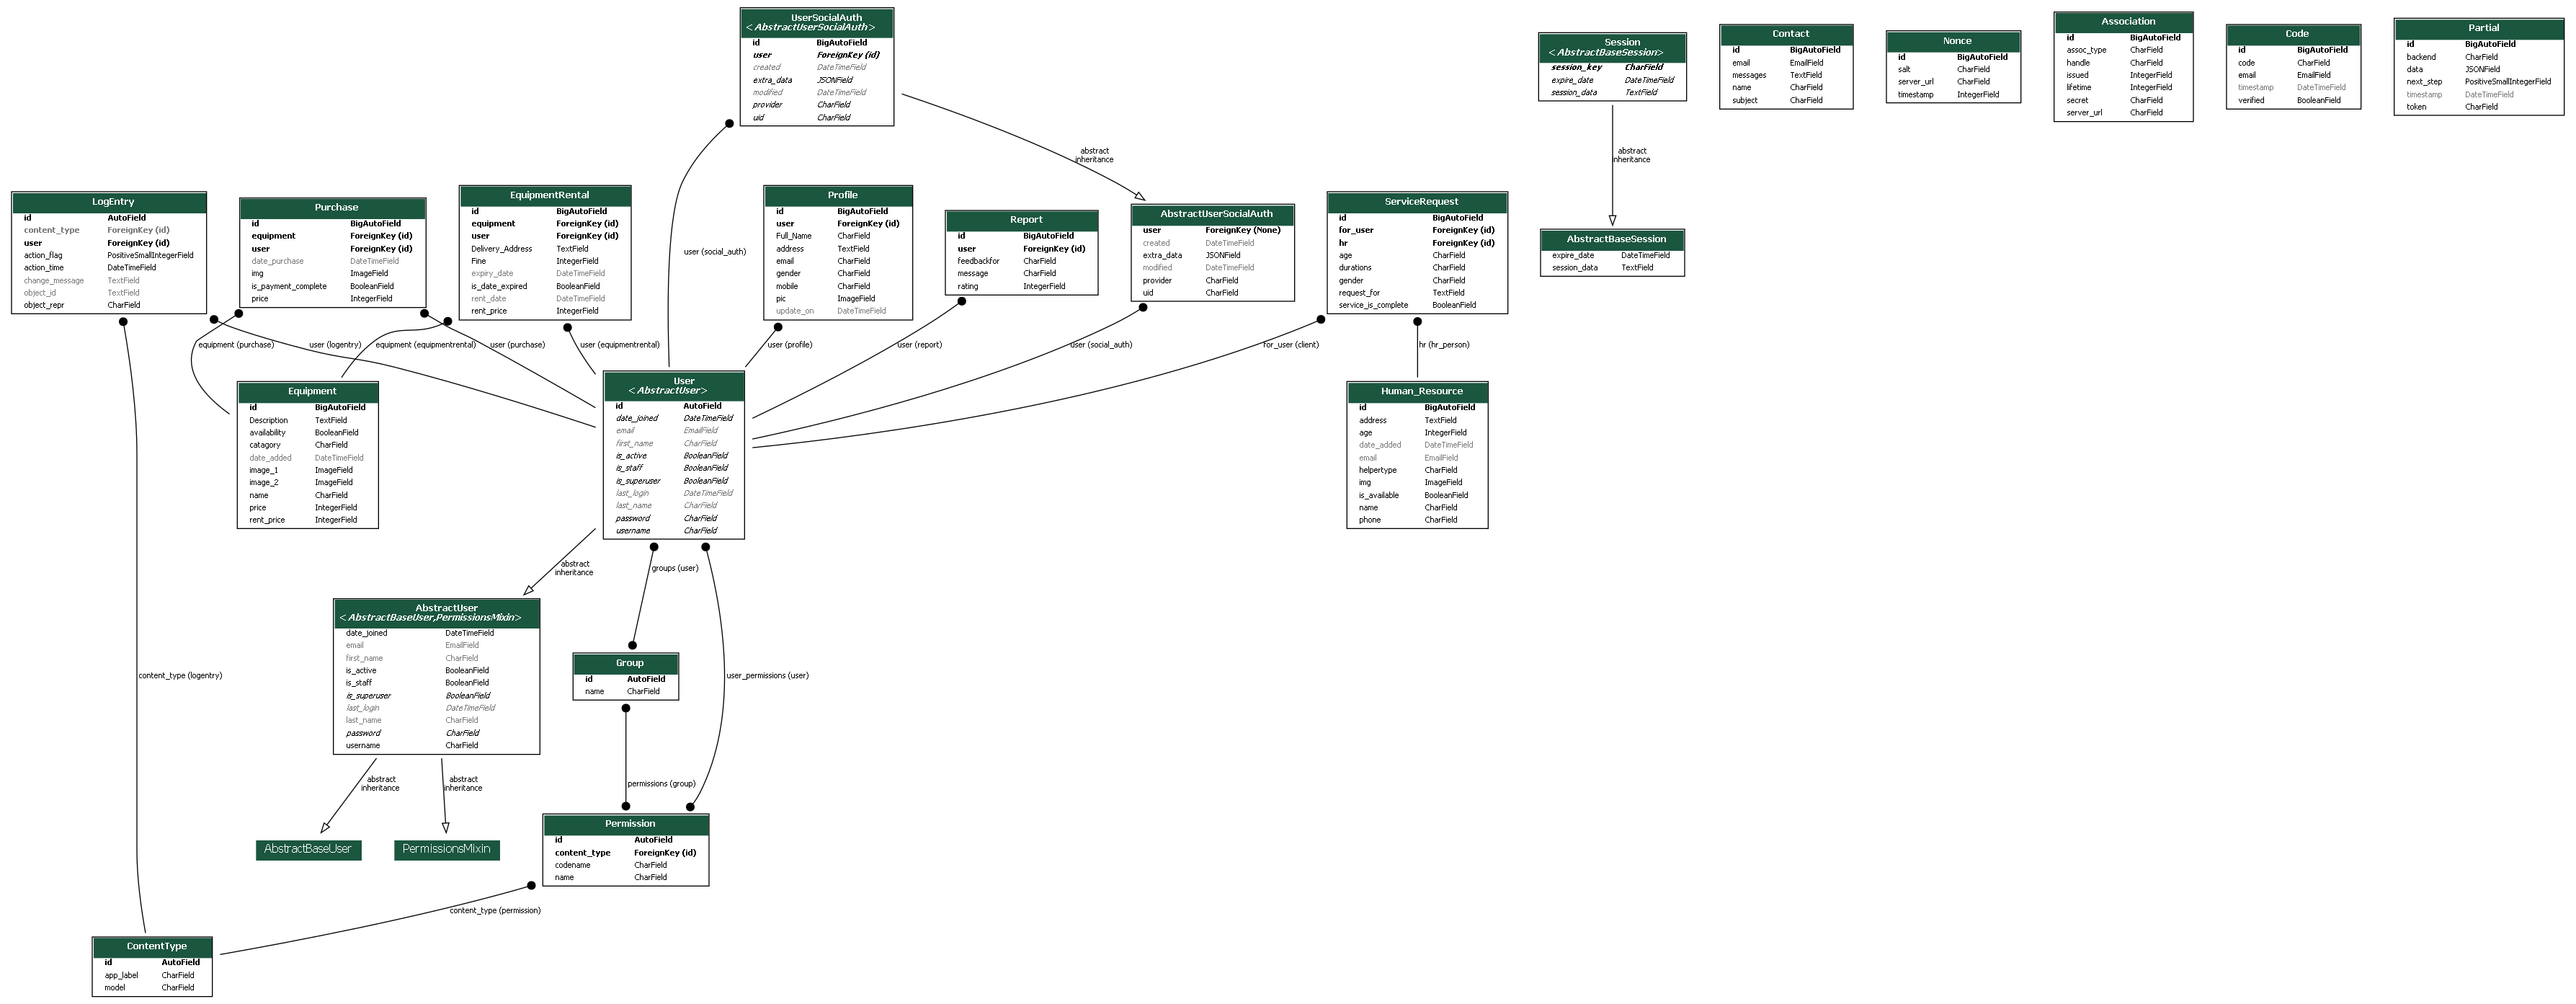 UserSocialAuth
<AbstractUserSocialAuth>
id BigAutoField
user ForeignKey (id)
created DateTimeField
extra_data JSONField
modified DateTimeField
provider CharField
uid CharField
Session
<AbstractBaseSession>
session_key CharField
expire_date DateTimeField
session_data TextField
Contact
id BigAutoField
email EmailField
messages TextField
name CharField
subject CharField
Nonce
id BigAutoField
salt CharField
server_url CharField
timestamp IntegerField
Association
id BigAutoField
assoc_type CharField
handle CharField
issued IntegerField
lifetime IntegerField
secret CharField
server_url CharField
Code
id BigAutoField
code CharField
email EmailField
timestamp DateTimeField
verified BooleanField
Partial
id BigAutoField
backend CharField
data JSONField
next_step PositiveSmallIntegerField
timestamp DateTimeField
token CharField
abstract
inheritance
abstract
inheritance
LogEntry
id AutoField
content_type ForeignKey (id)
user ForeignKey (id)
action_flag PositiveSmallIntegerField
action_time DateTimeField
change_message TextField
object_id TextField
object_repr CharField
Purchase
id BigAutoField
equipment ForeignKey (id)
user ForeignKey (id)
date_purchase DateTimeField
img ImageField
is_payment_complete BooleanField
price IntegerField
EquipmentRental
id BigAutoField
equipment ForeignKey (id)
user ForeignKey (id)
Delivery_Address TextField
Fine IntegerField
expiry_date DateTimeField
is_date_expired BooleanField
rent_date DateTimeField
rent_price IntegerField
user (social_auth)
Profile
id BigAutoField
user ForeignKey (id)
Full_Name CharField
address TextField
email CharField
gender CharField
mobile CharField
pic ImageField
update_on DateTimeField
Report
id BigAutoField
user ForeignKey (id)
feedbackfor CharField
message CharField
rating IntegerField
AbstractUserSocialAuth
user ForeignKey (None)
created DateTimeField
extra_data JSONField
modified DateTimeField
provider CharField
uid CharField
ServiceRequest
id BigAutoField
for_user ForeignKey (id)
hr ForeignKey (id)
age CharField
durations CharField
gender CharField
request_for TextField
service_is_complete BooleanField
AbstractBaseSession
expire_date DateTimeField
session_data TextField
equipment (purchase)
user (logentry)
equipment (equipmentrental)
user (purchase)
user (equipmentrental)
user (profile)
user (report)
user (social_auth)
for_user (client)
hr (hr_person)
Equipment
id BigAutoField
Description TextField
availability BooleanField
catagory CharField
date_added DateTimeField
image_1 ImageField
image_2 ImageField
name CharField
price IntegerField
rent_price IntegerField
User
<AbstractUser>
id AutoField
date_joined DateTimeField
email EmailField
first_name CharField
is_active BooleanField
is_staff BooleanField
is_superuser BooleanField
last_login DateTimeField
last_name CharField
password CharField
username CharField
Human_Resource
id BigAutoField
address TextField
age IntegerField
date_added DateTimeField
email EmailField
helpertype CharField
img ImageField
is_available BooleanField
name CharField
phone CharField
abstract
inheritance
groups (user)
AbstractUser
<AbstractBaseUser,PermissionsMixin>
date_joined DateTimeField
email EmailField
first_name CharField
is_active BooleanField
is_staff BooleanField
is_superuser BooleanField
last_login DateTimeField
last_name CharField
password CharField
username CharField
Group
id AutoField
name CharField
content_type (logentry)
user_permissions (user)
abstract
inheritance
abstract
inheritance
permissions (group)
AbstractBaseUser
PermissionsMixin
Permission
id AutoField
content_type ForeignKey (id)
codename CharField
name CharField
content_type (permission)
ContentType
id AutoField
app_label CharField
model CharField